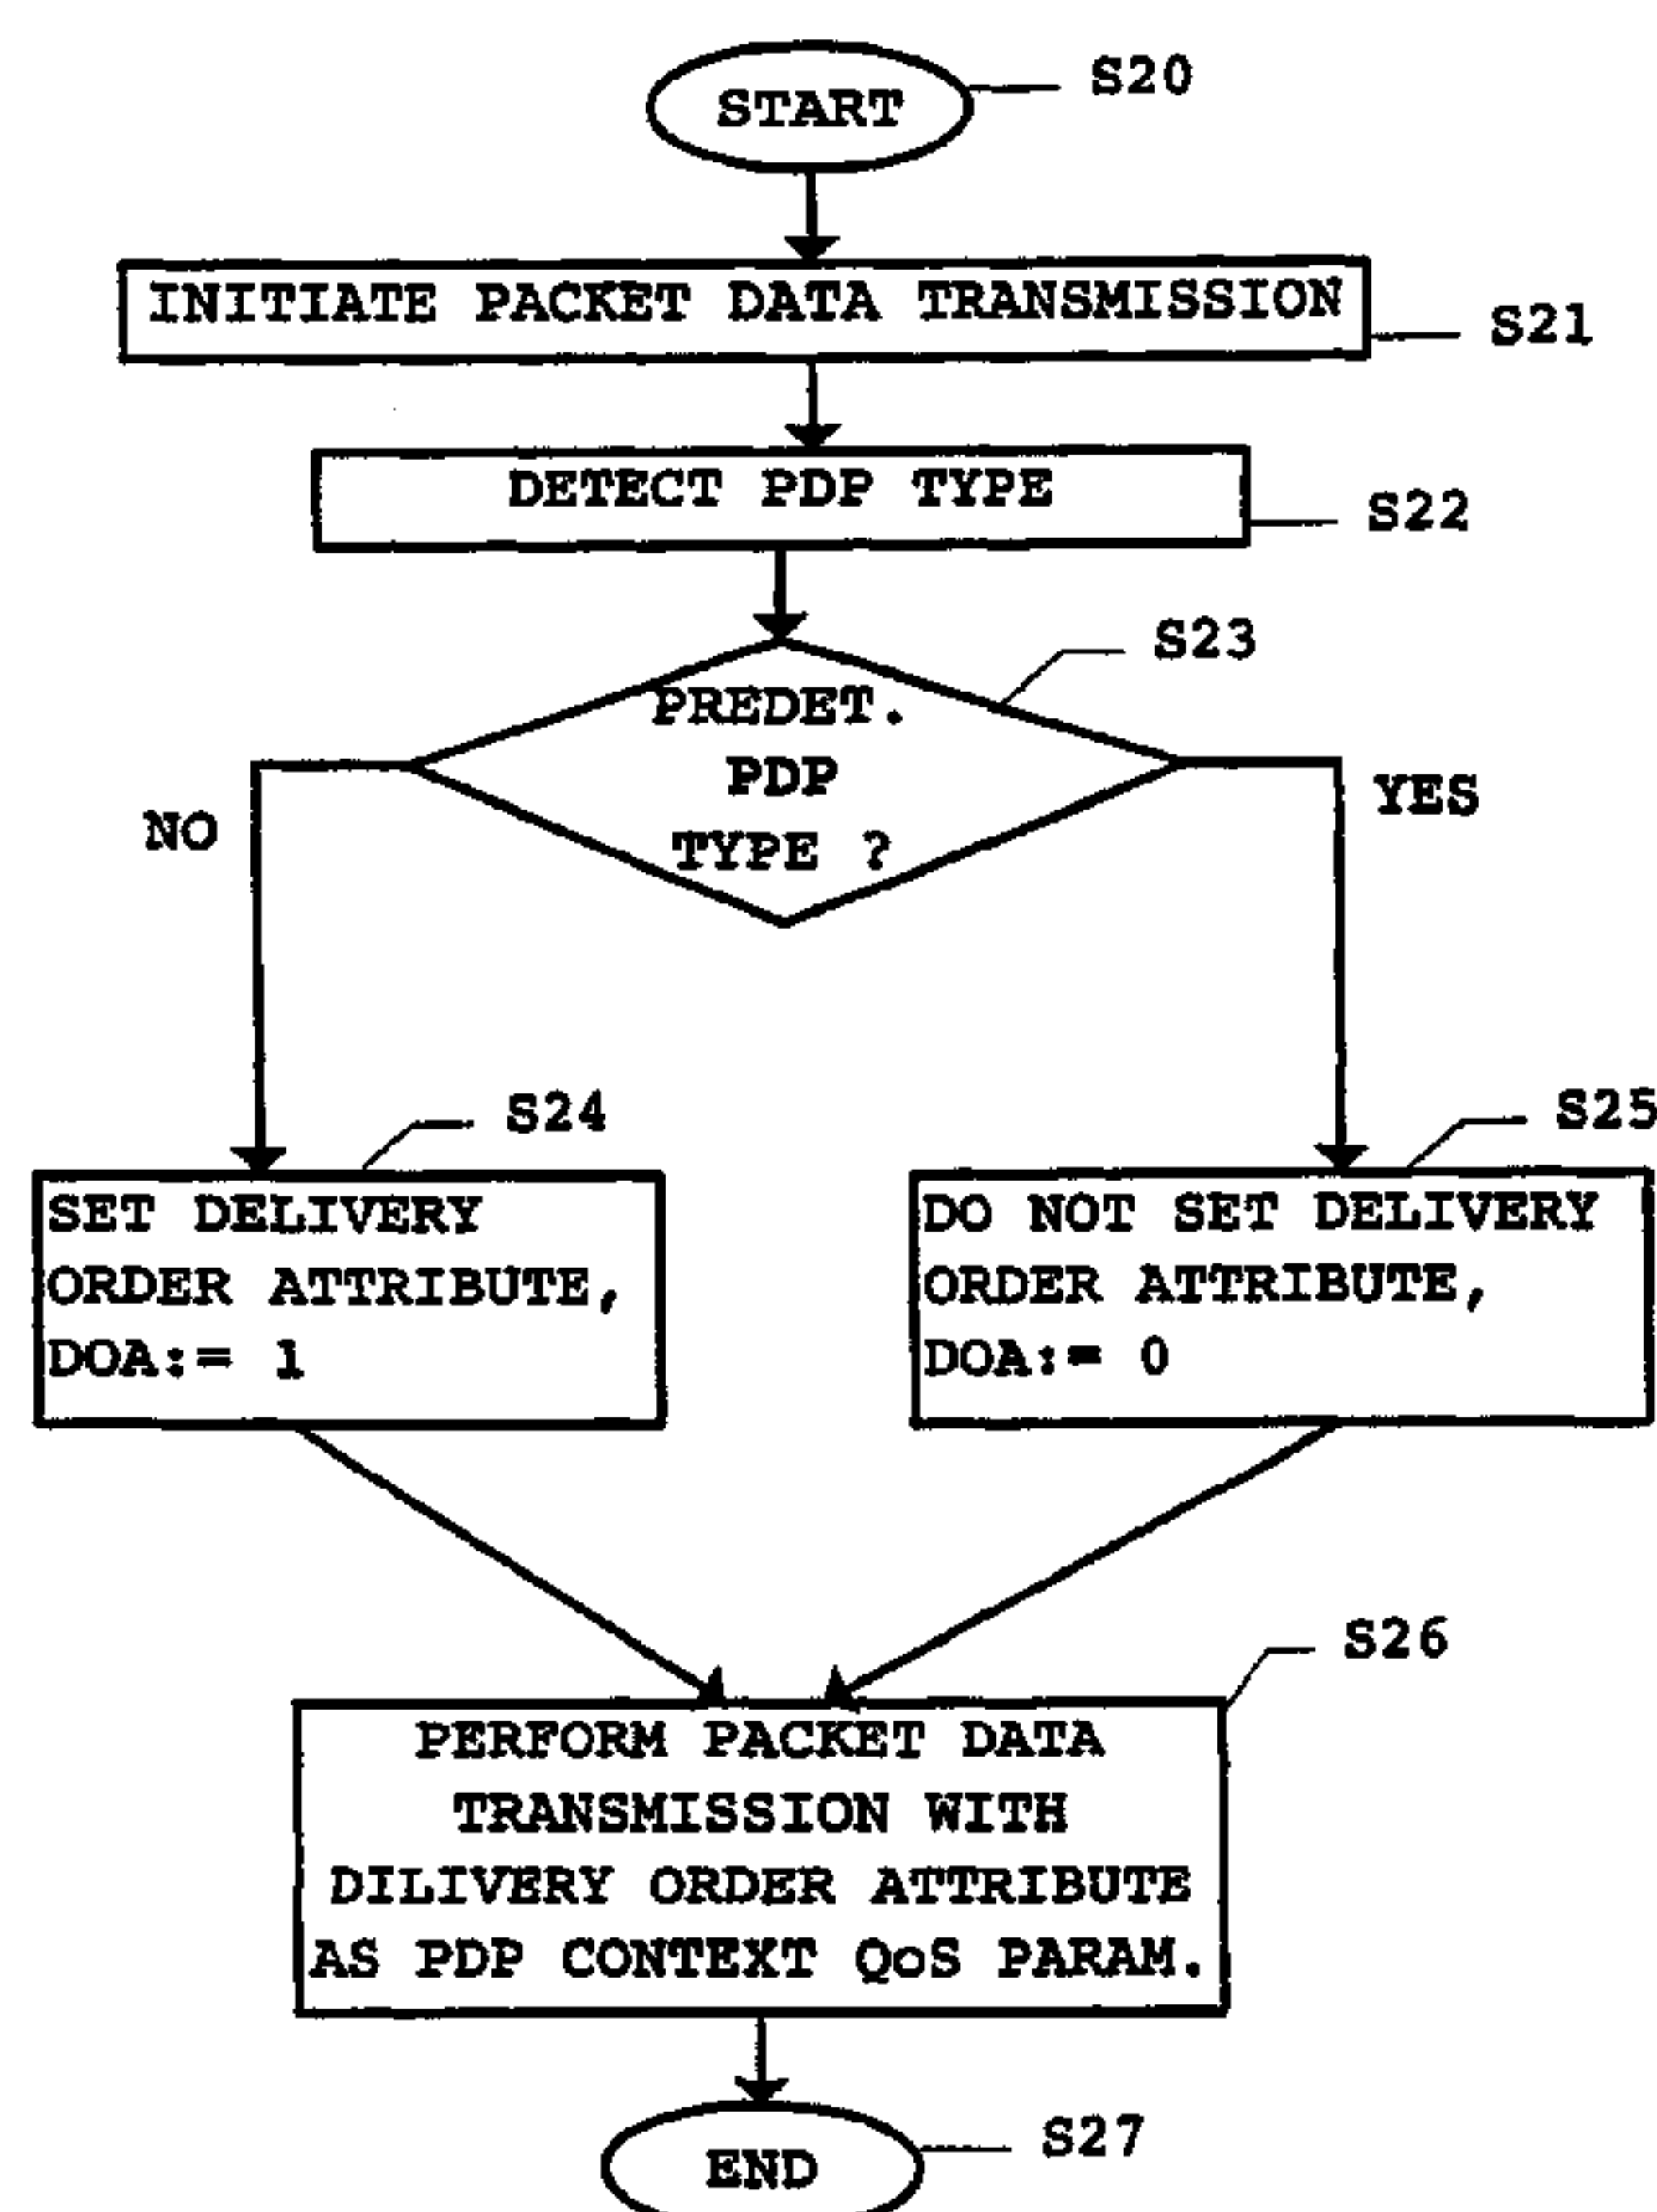 START
S20
INITIATE PACKET DATA TRANSMISSION
S21
DETECT PDP TYPE
S22
S23
PREDET.
PDP
TYPE ?
NO
YES
S24
SET DELIVERY
ORDER ATTRIBUTE,
DOA:= 1
S25
DO NOT SET DELIVERY
ORDER ATTRIBUTE,
DOA:= 0
S26
PERFORM PACKET DATA
TRANSMISSION WITH
DILIVERY ORDER ATTRIBUTE
AS PDP CONTEXT QoS PARAM.
END
S27